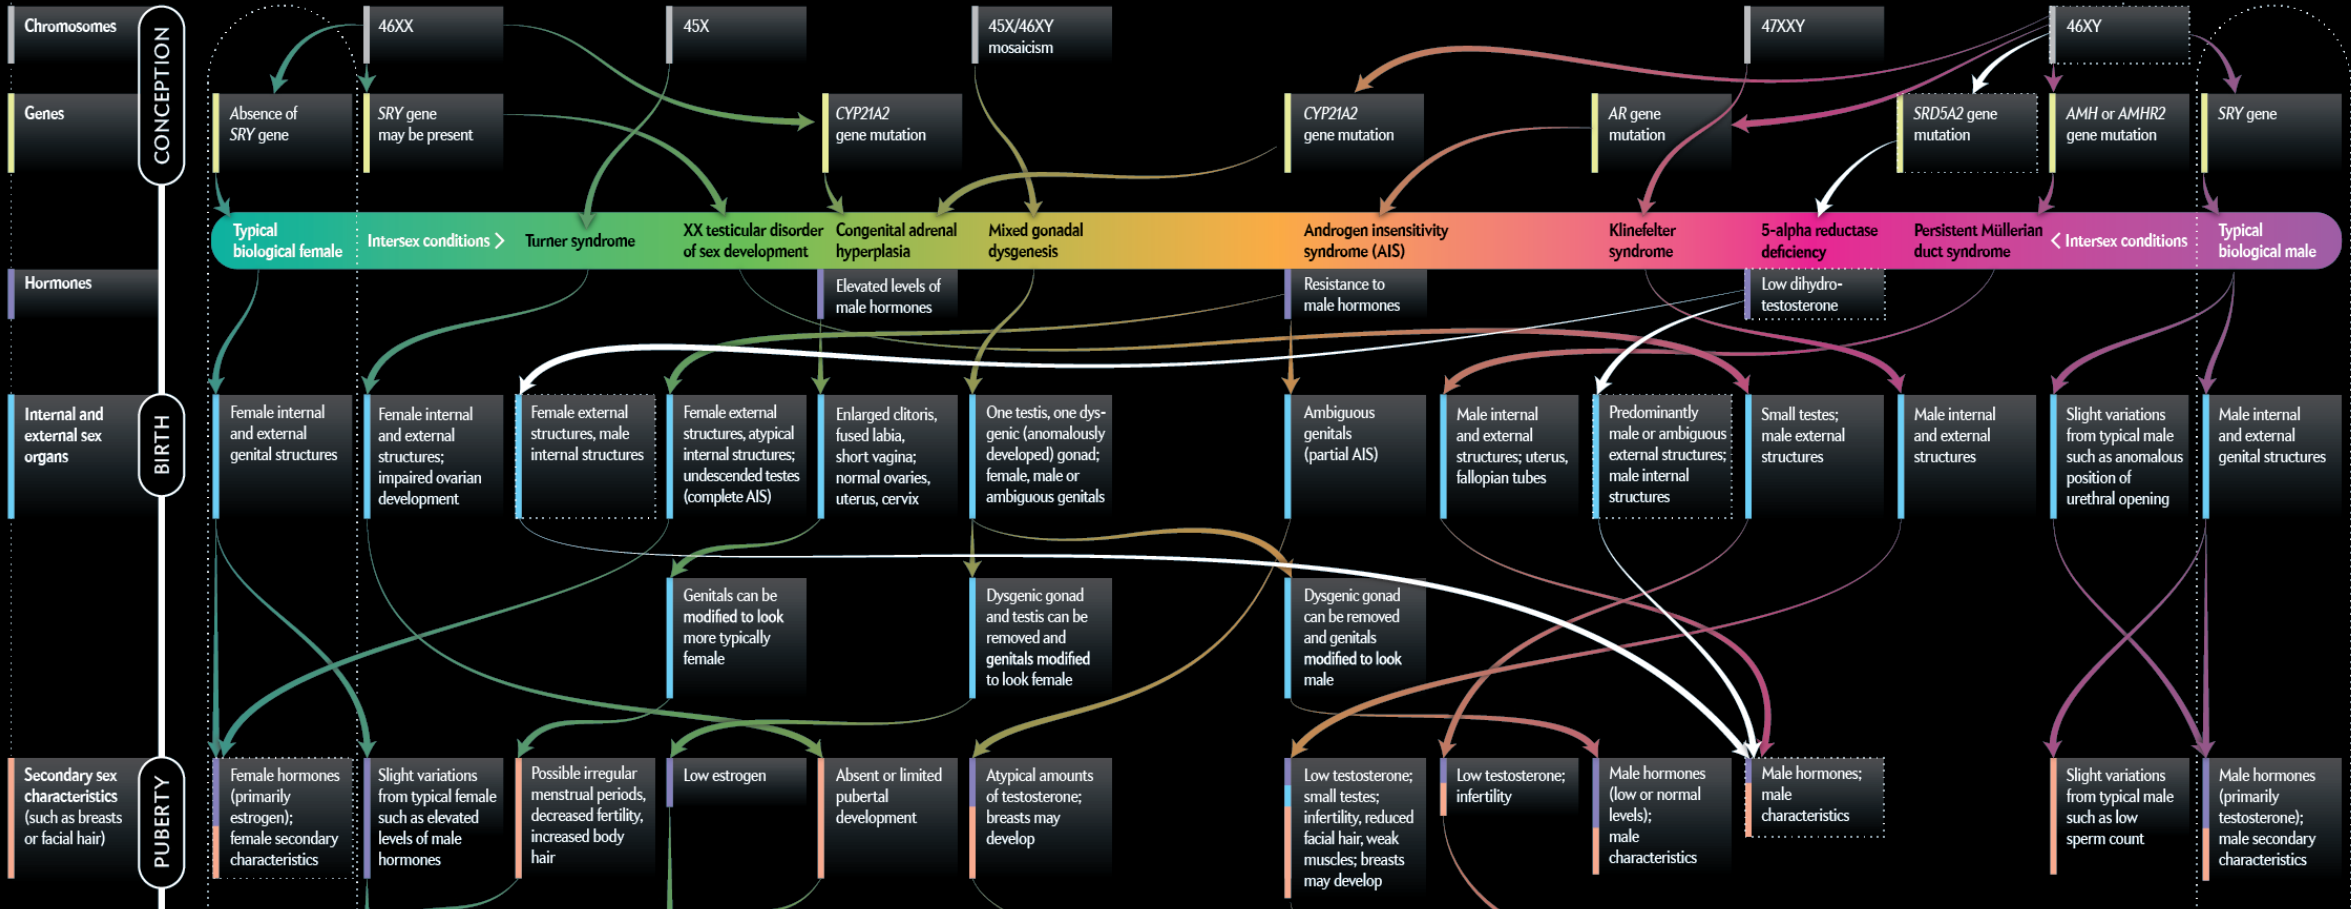 Chromosomes
CONCEPTION
46XX
45X
45X/46XY
mosaicism
47XXY
46XY
Genes
Absence of
SRY gene
SRY gene
may be present
CYP21A2
gene mutation
CYP21A2
gene mutation
AR gene
mutation
SRD5A2 gene
mutation
AMH or AMHR2
gene mutation
SRY gene
Typical
biological female
Intersex conditions >
Turner syndrome
XX testicular disorder
of sex development
Congenital adrenal
hyperplasia
Mixed gonadal
dysgenesis
Androgen insensitivity
syndrome (AIS)
Klinefelter
syndrome
5-alpha reductase
deficiency
Persistent Müllerian
duct syndrome
< Intersex conditions
Typical
biological male
Hormones
Elevated levels of
male hormones
Resistance to
male hormones
Low dihydro-
testosterone
Internal and
external sex
organs
BIRTH
Female internal
and external
genital structures
Female internal
and external
structures;
impaired ovarian
development
Female external
structures, male
internal structures
Female external
structures, atypical
internal structures;
undescended testes
(complete AIS)
Enlarged clitoris,
fused labia,
short vagina;
normal ovaries,
uterus, cervix
One testis, one dys-
genic (anomalously
developed) gonad;
female, male or
ambiguous genitals
Ambiguous
genitals
(partial AIS)
Male internal
and external
structures; uterus,
fallopian tubes
Predominantly
male or ambiguous
external structures;
male internal
structures
Small testes;
male external
structures
Male internal
and external
structures
Slight variations
from typical male
such as anomalous
position of
urethral opening
Male internal
and external
genital structures
Genitals can be
modified to look
more typically
female
Dysgenic gonad
and testis can be
removed and
genitals modified
to look female
Dysgenic gonad
can be removed
and genitals
modified to look
male
Secondary sex
characteristics
(such as breasts
or facial hair)
PUBERTY
Female hormones
(primarily
estrogen);
female secondary
characteristics
Slight variations
from typical female
such as elevated
levels of male
hormones
Possible irregular
menstrual periods,
decreased fertility,
increased body
hair
Low estrogen
Absent or limited
pubertal
development
Atypical amounts
of testosterone;
breasts may
develop
Low testosterone;
small testes;
infertility, reduced
facial hair, weak
muscles; breasts
may develop
Low testosterone;
infertility
Male hormones
(low or normal
levels);
male
characteristics
Male hormones;
male
characteristics
Slight variations
from typical male
such as low
sperm count
Male hormones
(primarily
testosterone);
male secondary
characteristics